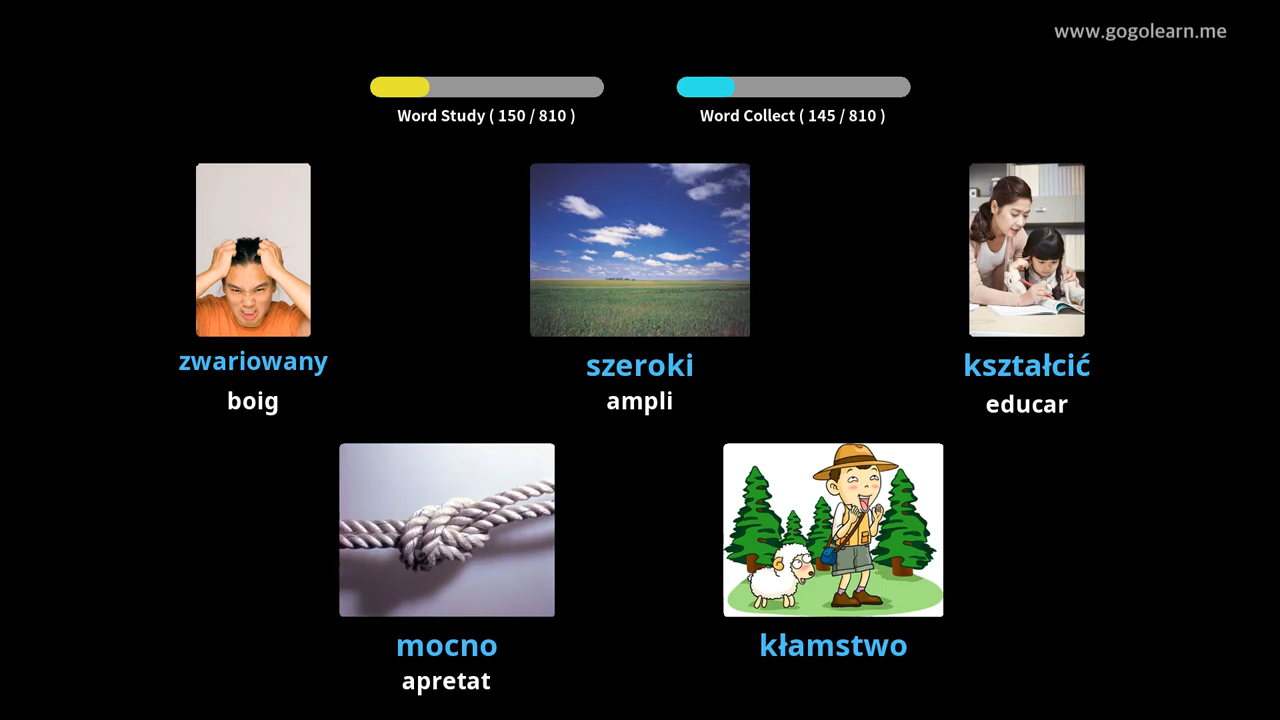 www.gogolearn.me
Word Study ( 150 / 810 )
Word Collect ( 145 / 810 )
zwariowany
boig
szeroki
ampli
kształcić
educar
mocno
apretat
kłamstwo